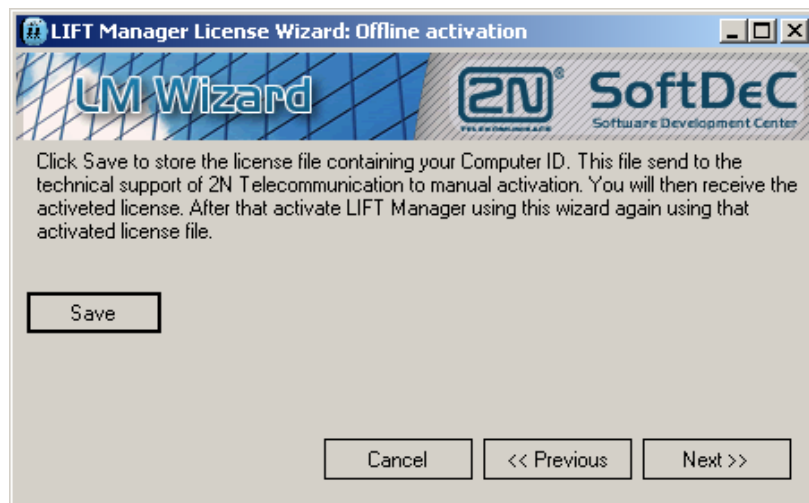 LIFT Manager License Wizard: Offline activation
LM Wizard
2N®
TELEKOMUNIKACE
SoftDeC
Software Development Center
Click Save to store the license file containing your Computer ID. This file send to the
technical support of 2N Telecommunication to manual activation. You will then receive the
activeted license. After that activate LIFT Manager using this wizard again using that
activated license file.
Save
Cancel
<< Previous
Next >>